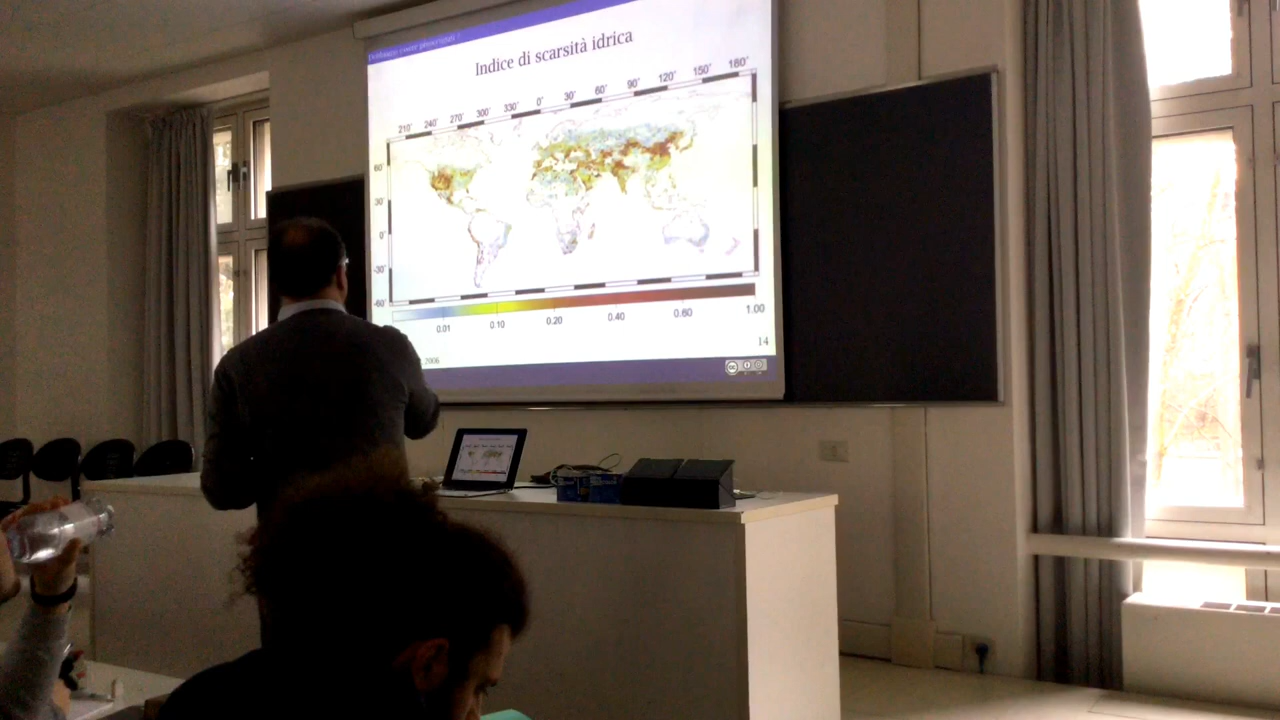 Indice di scarsità idrica
210° 240° 270° 300° 330° 0° 30° 60° 90° 120° 150° 180°
60°
30°
0°
-30°
-60°
0.01 0.10 0.20 0.40 0.60 1.00
14
2006
cc